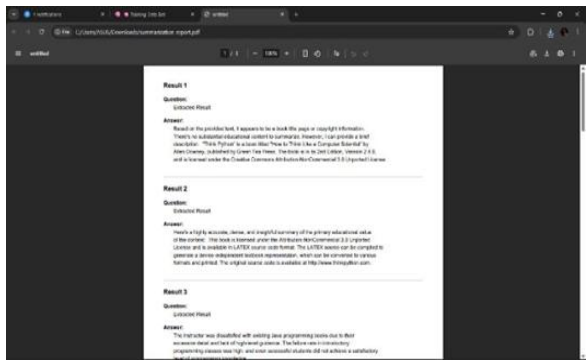 untitled
C:/Users/ASUS/Downloads/summarization report.pdf
untitled
1 / 1
100%
Result 1
Question:
Extracted Result
Answer:
Based on the provided text, it appears to be a book title page or copyright information.
There's no substantial educational content to summarize. However, I can provide a brief
description: "Think Python" is a book titled "How to Think Like a Computer Scientist" by
Allen Downey, published by Green Tea Press. The book is in its 2nd Edition, Version 2.4.0,
and is licensed under the Creative Commons Attribution-NonCommercial 3.0 Unported License.
Result 2
Question:
Extracted Result
Answer:
Here's a highly accurate, dense, and insightful summary of the primary educational value
of the content: This book is licensed under the Attribution-NonCommercial 3.0 Unported
License and is available in LATEX source code format. The LATEX source can be compiled to
generate a device-independent textbook representation, which can be converted to various
formats and printed. The original source code is available at http://www.thinkpython.com.
Result 3
Question:
Extracted Result
Answer:
The instructor was dissatisfied with existing Java programming books due to their
excessive detail and lack of high-level guidance. The failure rate in introductory
programming classes was high, and even successful students did not achieve a satisfactory